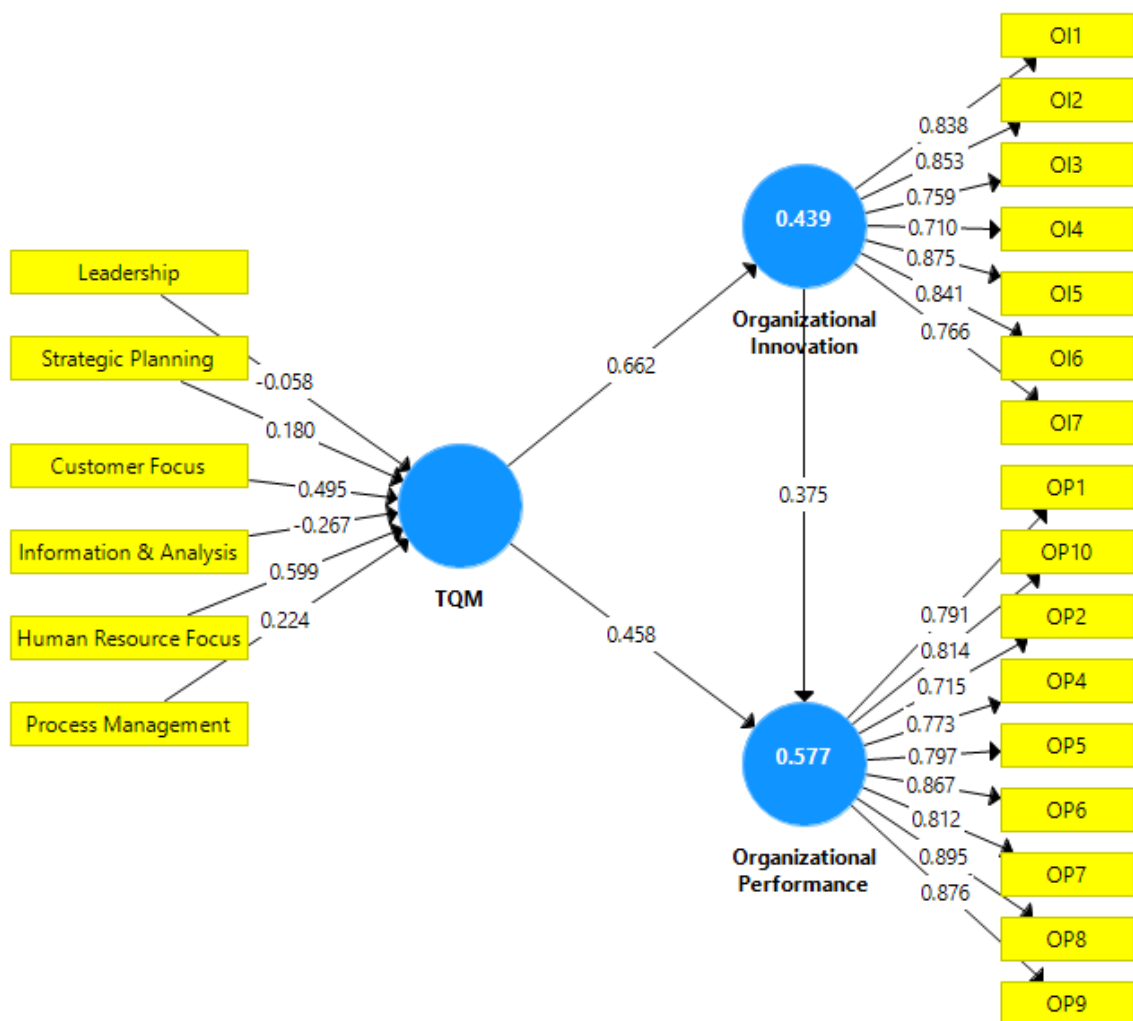 Leadership
Strategic Planning
Customer Focus
Information & Analysis
Human Resource Focus
Process Management
-0.058
0.180
0.495
-0.267
0.599
0.224
TQM
0.662
0.458
0.439
Organizational
Innovation
0.375
0.577
Organizational
Performance
0.838
0.853
0.759
0.710
0.875
0.841
0.766
OI1
OI2
OI3
OI4
OI5
OI6
OI7
0.791
0.814
0.715
0.773
0.797
0.867
0.812
0.895
0.876
OP1
OP10
OP2
OP4
OP5
OP6
OP7
OP8
OP9